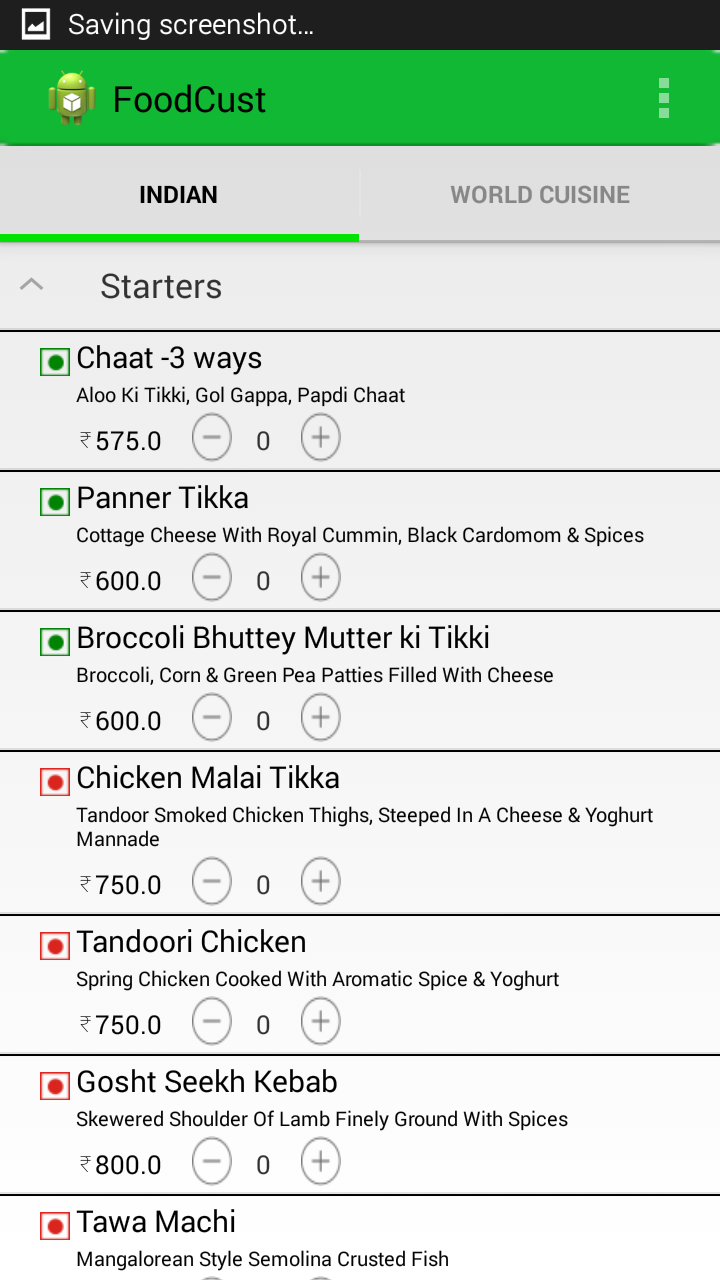 Saving screenshot...
FoodCust
INDIAN
WORLD CUISINE
Starters
Chaat -3 ways
Aloo Ki Tikki, Gol Gappa, Papdi Chaat
₹ 575.0 0
Panner Tikka
Cottage Cheese With Royal Cummin, Black Cardomom & Spices
₹ 600.0 0
Broccoli Bhuttey Mutter ki Tikki
Broccoli, Corn & Green Pea Patties Filled With Cheese
₹ 600.0 0
Chicken Malai Tikka
Tandoor Smoked Chicken Thighs, Steeped In A Cheese & Yoghurt
Mannade
₹ 750.0 0
Tandoori Chicken
Spring Chicken Cooked With Aromatic Spice & Yoghurt
₹ 750.0 0
Gosht Seekh Kebab
Skewered Shoulder Of Lamb Finely Ground With Spices
₹ 800.0 0
Tawa Machi
Mangalorean Style Semolina Crusted Fish